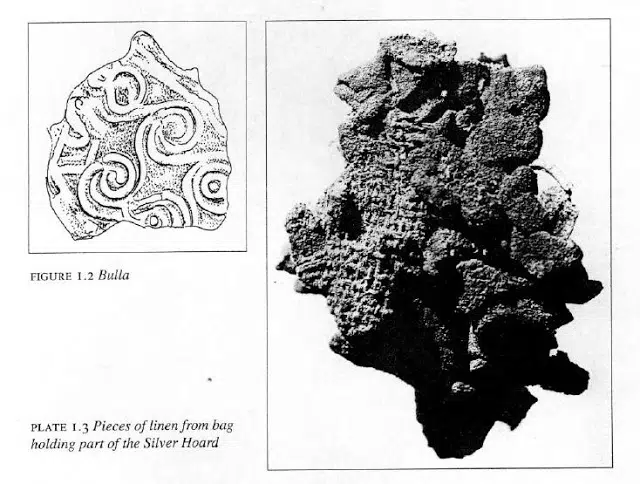 FIGURE 1.2 Bulla
PLATE 1.3 Pieces of linen from bag
holding part of the Silver Hoard